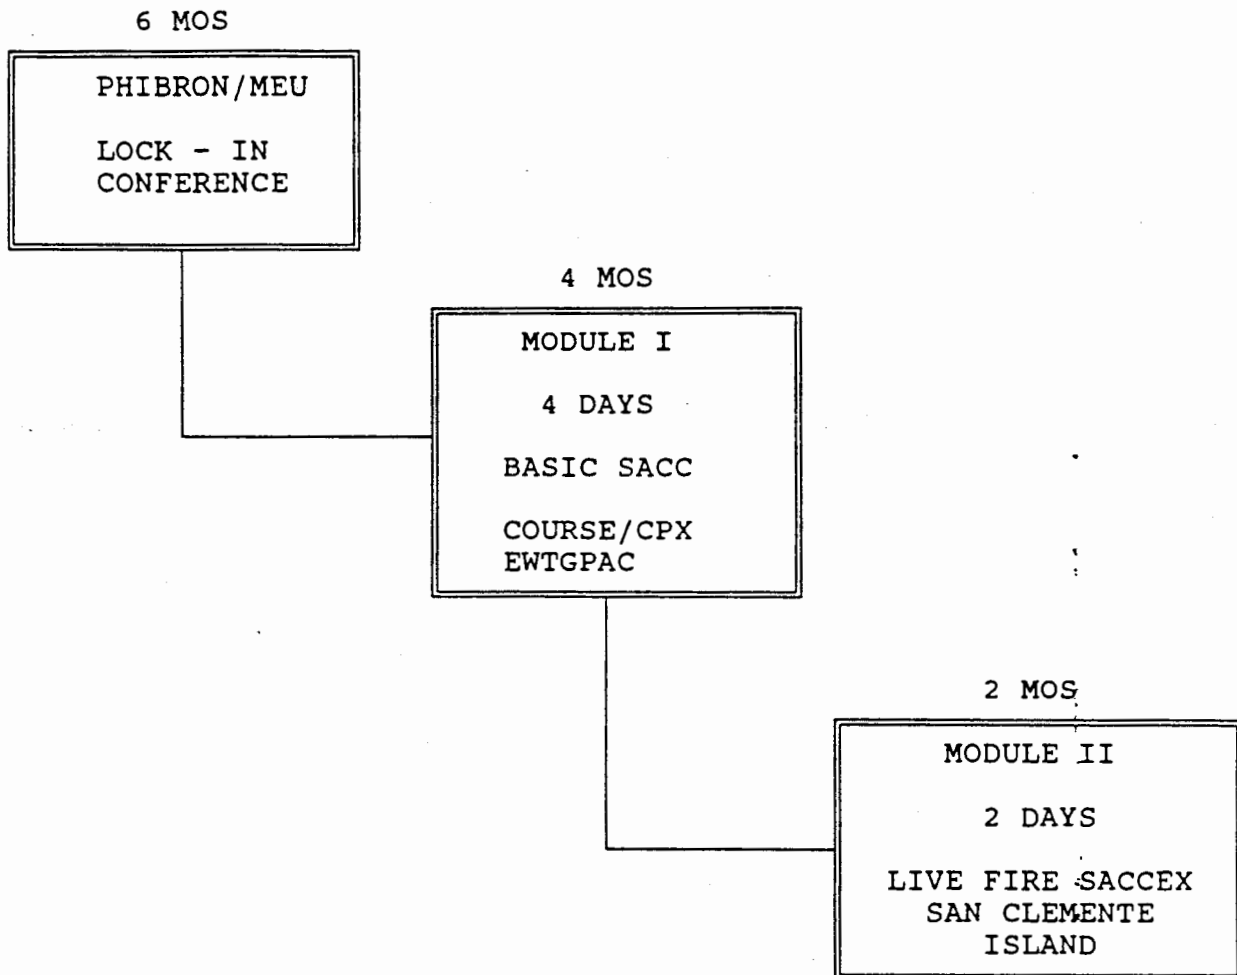 6 MOS
PHIBRON/MEU
LOCK - IN
CONFERENCE
4 MOS
MODULE I
4 DAYS
BASIC SACC
COURSE/CPX
EWTGPAC
2 MOS
MODULE II
2 DAYS
LIVE FIRE SACCEX
SAN CLEMENTE
ISLAND